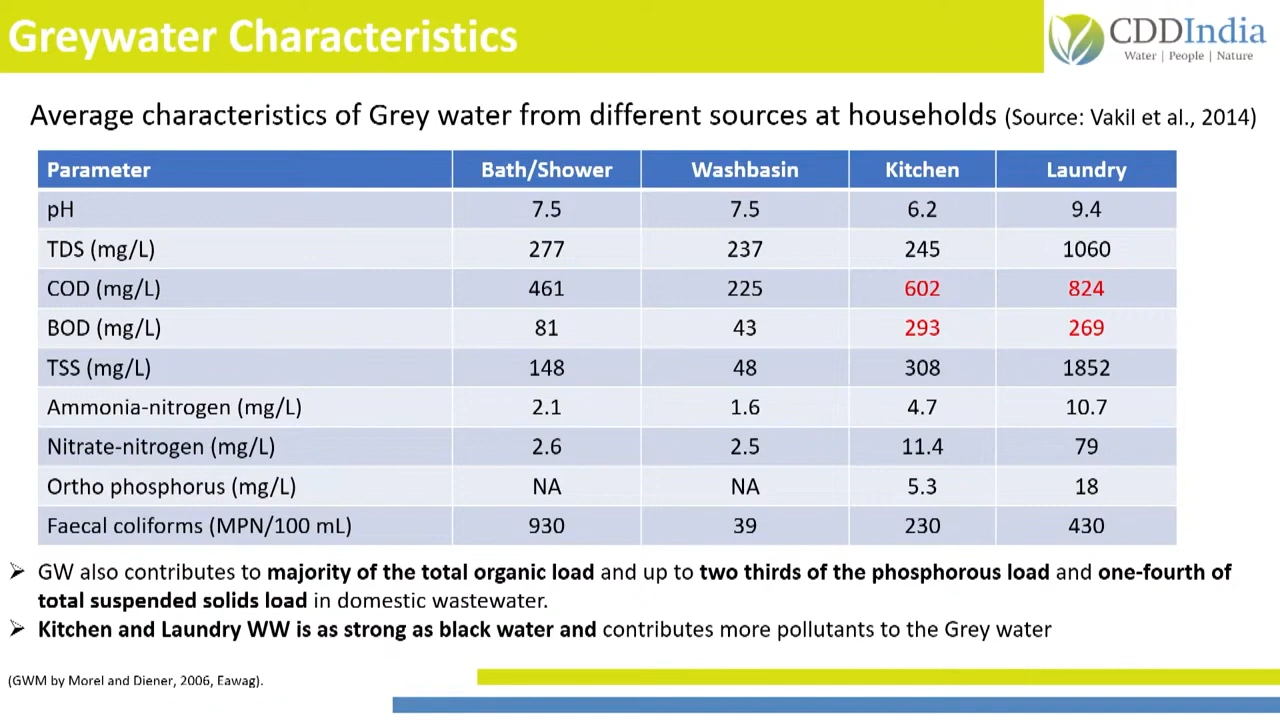 Greywater Characteristics
CDDIndia
Water | People | Nature
Average characteristics of Grey water from different sources at households (Source: Vakil et al., 2014)
Parameter Bath/Shower Washbasin Kitchen Laundry
pH 7.5 7.5 6.2 9.4
TDS (mg/L) 277 237 245 1060
COD (mg/L) 461 225 602 824
BOD (mg/L) 81 43 293 269
TSS (mg/L) 148 48 308 1852
Ammonia-nitrogen (mg/L) 2.1 1.6 4.7 10.7
Nitrate-nitrogen (mg/L) 2.6 2.5 11.4 79
Ortho phosphorus (mg/L) NA NA 5.3 18
Faecal coliforms (MPN/100 mL) 930 39 230 430
➢ GW also contributes to majority of the total organic load and up to two thirds of the phosphorous load and one-fourth of
total suspended solids load in domestic wastewater.
➢ Kitchen and Laundry WW is as strong as black water and contributes more pollutants to the Grey water
(GWM by Morel and Diener, 2006, Eawag).